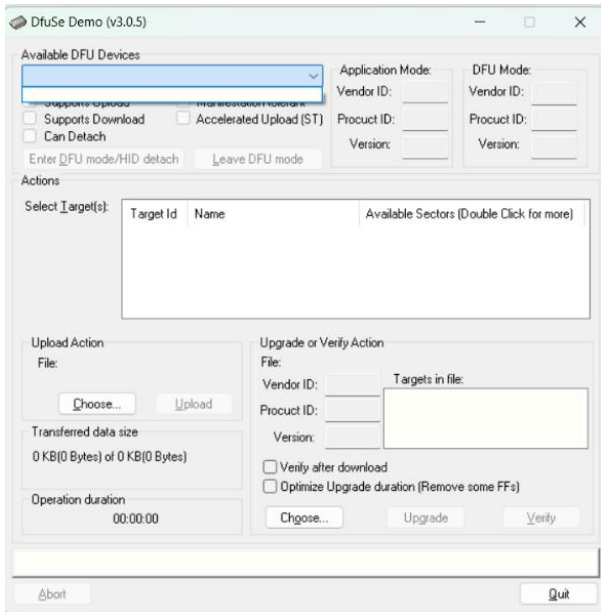 DfuSe Demo (v3.0.5)
Available DFU Devices
Application Mode:
DFU Mode:
Vendor ID:
Vendor ID:
Supports Upload
Manifestation tolerant
Supports Download
Accelerated Upload (ST)
Procuct ID:
Procuct ID:
Can Detach
Version:
Version:
Enter DFU mode/HID detach
Leave DFU mode
Actions
Select Target(s):
Target Id
Name
Available Sectors (Double Click for more)
Upload Action
File:
Choose...
Upload
Transferred data size
0 KB(0 Bytes) of 0 KB(0 Bytes)
Operation duration
00:00:00
Upgrade or Verify Action
File:
Vendor ID:
Targets in file:
Procuct ID:
Version:
Verify after download
Optimize Upgrade duration (Remove some FFs)
Choose...
Upgrade
Verify
Abort
Quit